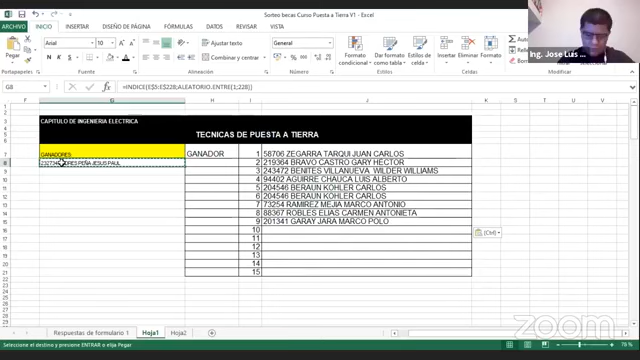 Sorteo becas Curso Puesta a Tierra V1 - Excel
ARCHIVO INICIO INSERTAR DISEÑO DE PÁGINA FÓRMULAS DATOS REVISAR VISTA
Pegar Arial 10 Ajustar texto General
Combinar y centrar
Formato condicional Dar formato como tabla Estilos de celda Insertar Eliminar Formato
Portapapeles Fuente Alineación Número Estilos Celdas
Ing. Jose Luis
G8 =INDICE(E$5:E$228;ALEATORIO.ENTRE(1;228))
G H I J K L M
CAPITULO DE INGENIERIA ELECTRICA
TECNICAS DE PUESTA A TIERRA
GANADORES GANADOR 1 58706 ZEGARRA TARQUI JUAN CARLOS
PEÑA JESUS PAUL 2 219364 BRAVO CASTRO GARY HECTOR
3 243472 BENITES VILLANUEVA WILDER WILLIAMS
4 94402 AGUIRRE CHAUCA LUIS ALBERTO
5 204546 BERAUN KOHLER CARLOS
6 204546 BERAUN KOHLER CARLOS
7 73254 RAMIREZ MEJIA MARCO ANTONIO
8 88367 ROBLES ELIAS CARMEN ANTONIETA
9 201341 GARAY JARA MARCO POLO
10
11
12
13
14
15
(Ctrl)
Respuestas de formulario 1 Hoja1 Hoja2
Seleccione el destino y presione ENTRAR o elija Pegar
78 %
zoom